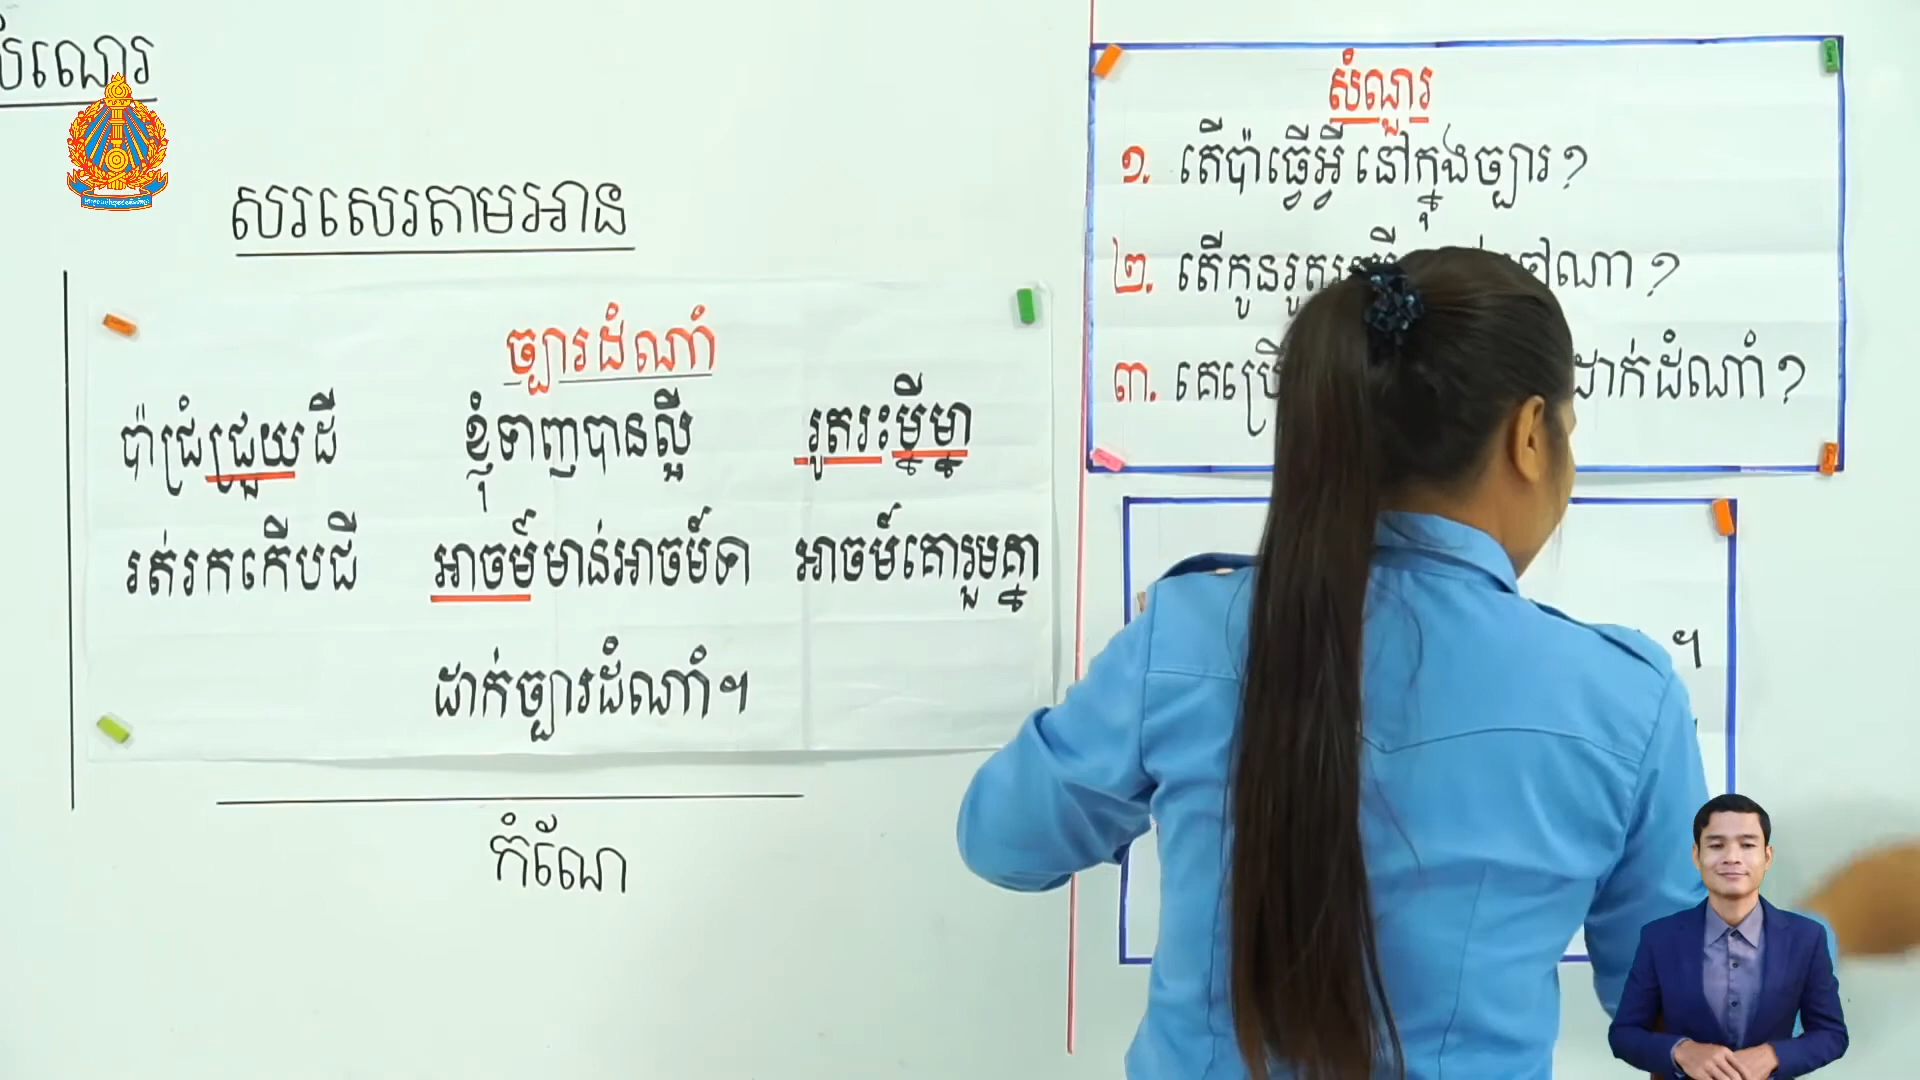 សរសេរតាមអាន
ច្បារដំណាំ
ប៉ាជ្រំជ្រួយដី ខ្ញុំទាញបានស្លឹ រូតរះម្នីម្នា
រត់រកកើបជី អាចម៍មាន់អាចម៍ទា អាចម៍គោរួមគ្នា
ដាក់ច្បារដំណាំ។
កំណែ
សំណួរ
១. តើប៉ាធ្វើអ្វី នៅក្នុងច្បារ?
២. តើកូនរូត ណា ?
៣. គេប្រើ ដាក់ដំណាំ?